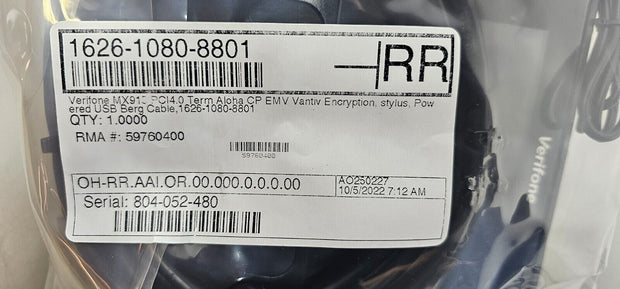 1626-1080-8801
RR
Verifone MX915 PCI4.0 Term Aloha CP EMV Vantiv Encryption, stylus, Pow
ered USB Berg Cable,1626-1080-8801
QTY: 1.0000
RMA #: 59760400
59760400
OH-RR.AAI.OR.00.000.0.0.0.00
AO250227
10/5/2022 7:12 AM
Serial: 804-052-480
Verifone